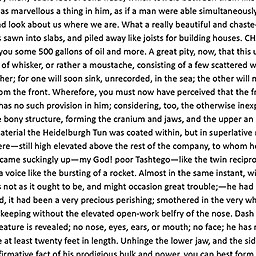 as marvellous a thing in him, as if a man were able simultaneously
d look about us where we are. What a really beautiful and chaste-
s sawn into slabs, and piled away like joists for building houses. CH
you some 500 gallons of oil and more. A great pity, now, that this u
of whisker, or rather a moustache, consisting of a few scattered w
her; for one will soon sink, unrecorded, in the sea; the other will n
om the front. Wherefore, you must now have perceived that the fr
has no such provision in him; considering, too, the otherwise inexp
e bony structure, forming the cranium and jaws, and the upper an
aterial the Heidelburgh Tun was coated within, but in superlative r
ere—still high elevated above the rest of the company, to whom he
came suckingly up—my God! poor Tashtego—like the twin recipro
a voice like the bursting of a rocket. Almost in the same instant, wi
s not as it ought to be, and might occasion great trouble;—he had
d, it had been a very precious perishing; smothered in the very wh
keeping without the elevated open-work belfry of the nose. Dash
eature is revealed; no nose, eyes, ears, or mouth; no face; he has n
e at least twenty feet in length. Unhinge the lower jaw, and the sid
firmative fact of his prodigious bulk and power, you can best form